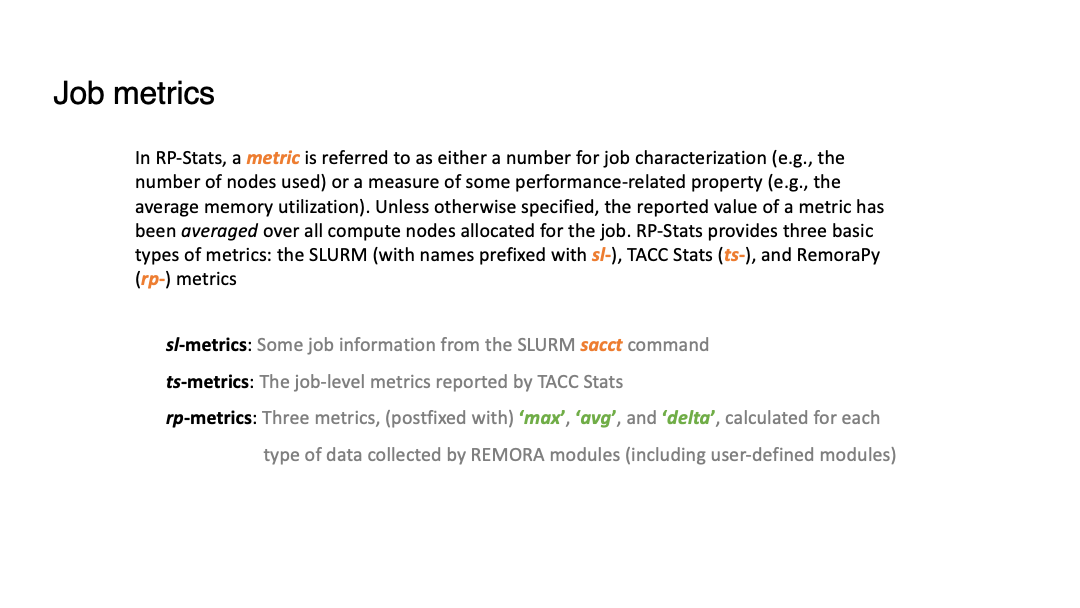 Job metrics
In RP-Stats, a metric is referred to as either a number for job characterization (e.g., the
number of nodes used) or a measure of some performance-related property (e.g., the
average memory utilization). Unless otherwise specified, the reported value of a metric has
been averaged over all compute nodes allocated for the job. RP-Stats provides three basic
types of metrics: the SLURM (with names prefixed with sl-), TACC Stats (ts-), and RemoraPy
(rp-) metrics
sl-metrics: Some job information from the SLURM sacct command
ts-metrics: The job-level metrics reported by TACC Stats
rp-metrics: Three metrics, (postfixed with) ‘max’, ‘avg’, and ‘delta’, calculated for each
type of data collected by REMORA modules (including user-defined modules)